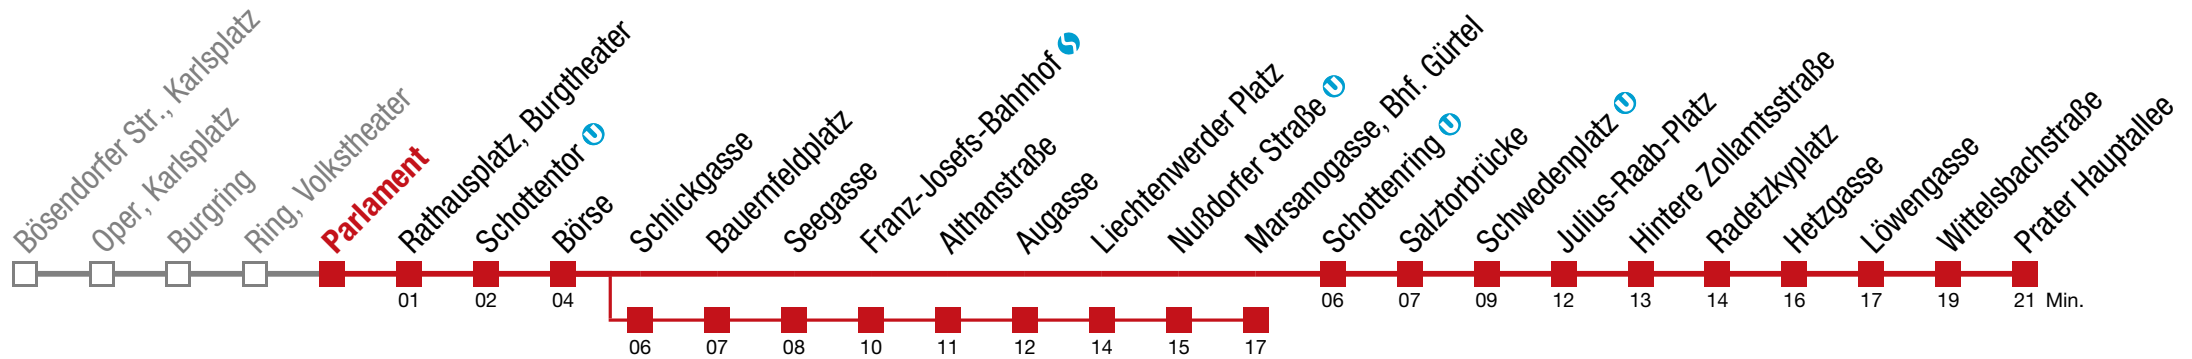 Bösendorfer Str., Karlsplatz
Oper, Karlsplatz
Burgring
Ring, Volkstheater
Parlament
Rathausplatz, Burgtheater
Schottentor U
Börse
Schlickgasse
Bauernfeldplatz
Seegasse
Franz-Josefs-Bahnhof S
Althanstraße
Augasse
Liechtenwerder Platz
Nußdorfer Straße U
Marsanogasse, Bhf. Gürtel
Schottenring U
Salztorbrücke
Schwedenplatz U
Julius-Raab-Platz
Hintere Zollamtsstraße
Radetzkyplatz
Hetzgasse
Löwengasse
Wittelsbachstraße
Prater Hauptallee
01 02 04 06 07 09 12 13 14 16 17 19 21 Min.
06 07 08 10 11 12 14 15 17